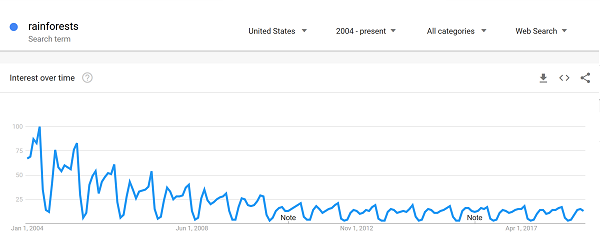 rainforests
Search term
United States
2004 - present
All categories
Web Search
Interest over time
?
100
75
50
25
Note
Note
Jan 1, 2004
Jun 1, 2008
Nov 1, 2012
Apr 1, 2017